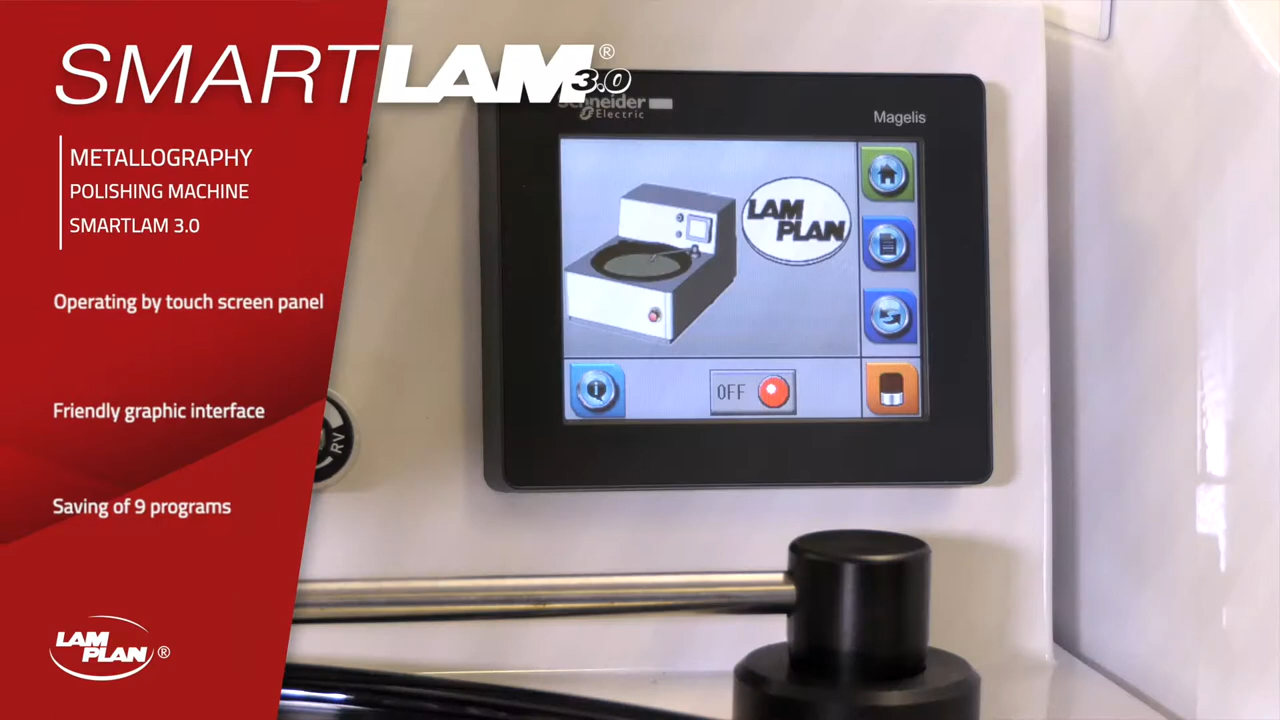 SMARTLAM® 3.0
METALLOGRAPHY
POLISHING MACHINE
SMARTLAM 3.0
Operating by touch screen panel
Friendly graphic interface
Saving of 9 programs
LAM
PLAN ®
Schneider
Electric
Magelis
LAM
PLAN
OFF
RV